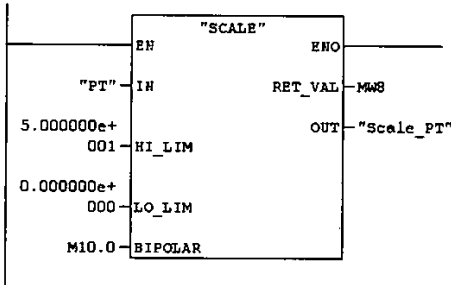 "SCALE"
EN ENO
"PT" IN RET_VAL MW8
5.000000e+ OUT "Scale_PT"
001 HI_LIM
0.000000e+
000 LO_LIM
M10.0 BIPOLAR